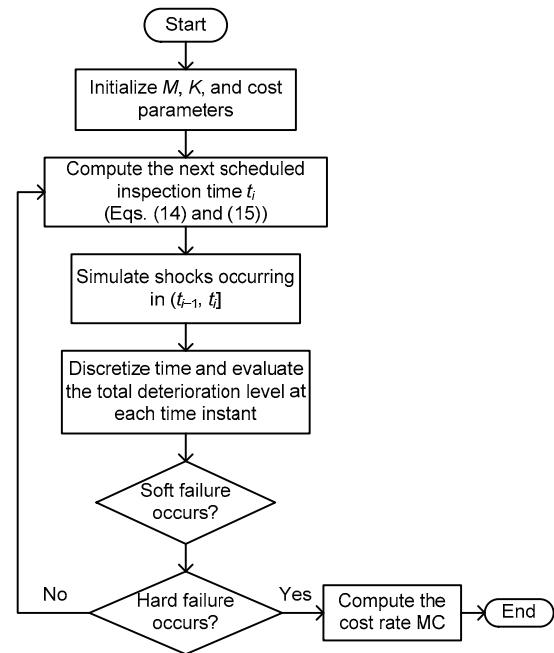 Start
Initialize M, K, and cost
parameters
Compute the next scheduled
inspection time ti
(Eqs. (14) and (15))
Simulate shocks occurring
in (ti–1, ti]
Discretize time and evaluate
the total deterioration level at
each time instant
Soft failure
occurs?
No
Hard failure
occurs?
Yes
Compute the
cost rate MC
End